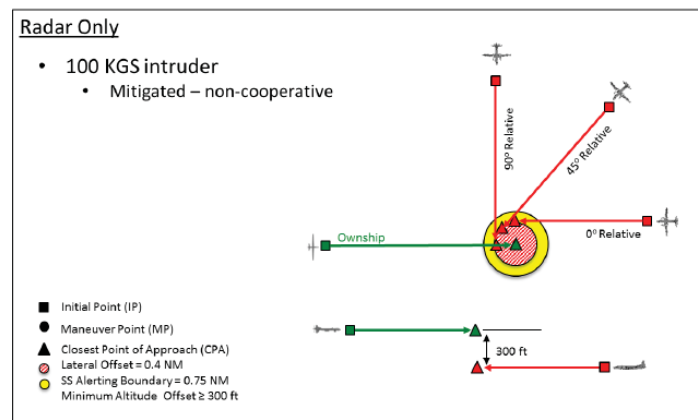 Radar Only
• 100 KGS intruder
• Mitigated – non-cooperative
90° Relative
45° Relative
0° Relative
Ownship
Initial Point (IP)
Maneuver Point (MP)
Closest Point of Approach (CPA)
Lateral Offset = 0.4 NM
SS Alerting Boundary = 0.75 NM
Minimum Altitude Offset ≥ 300 ft
300 ft